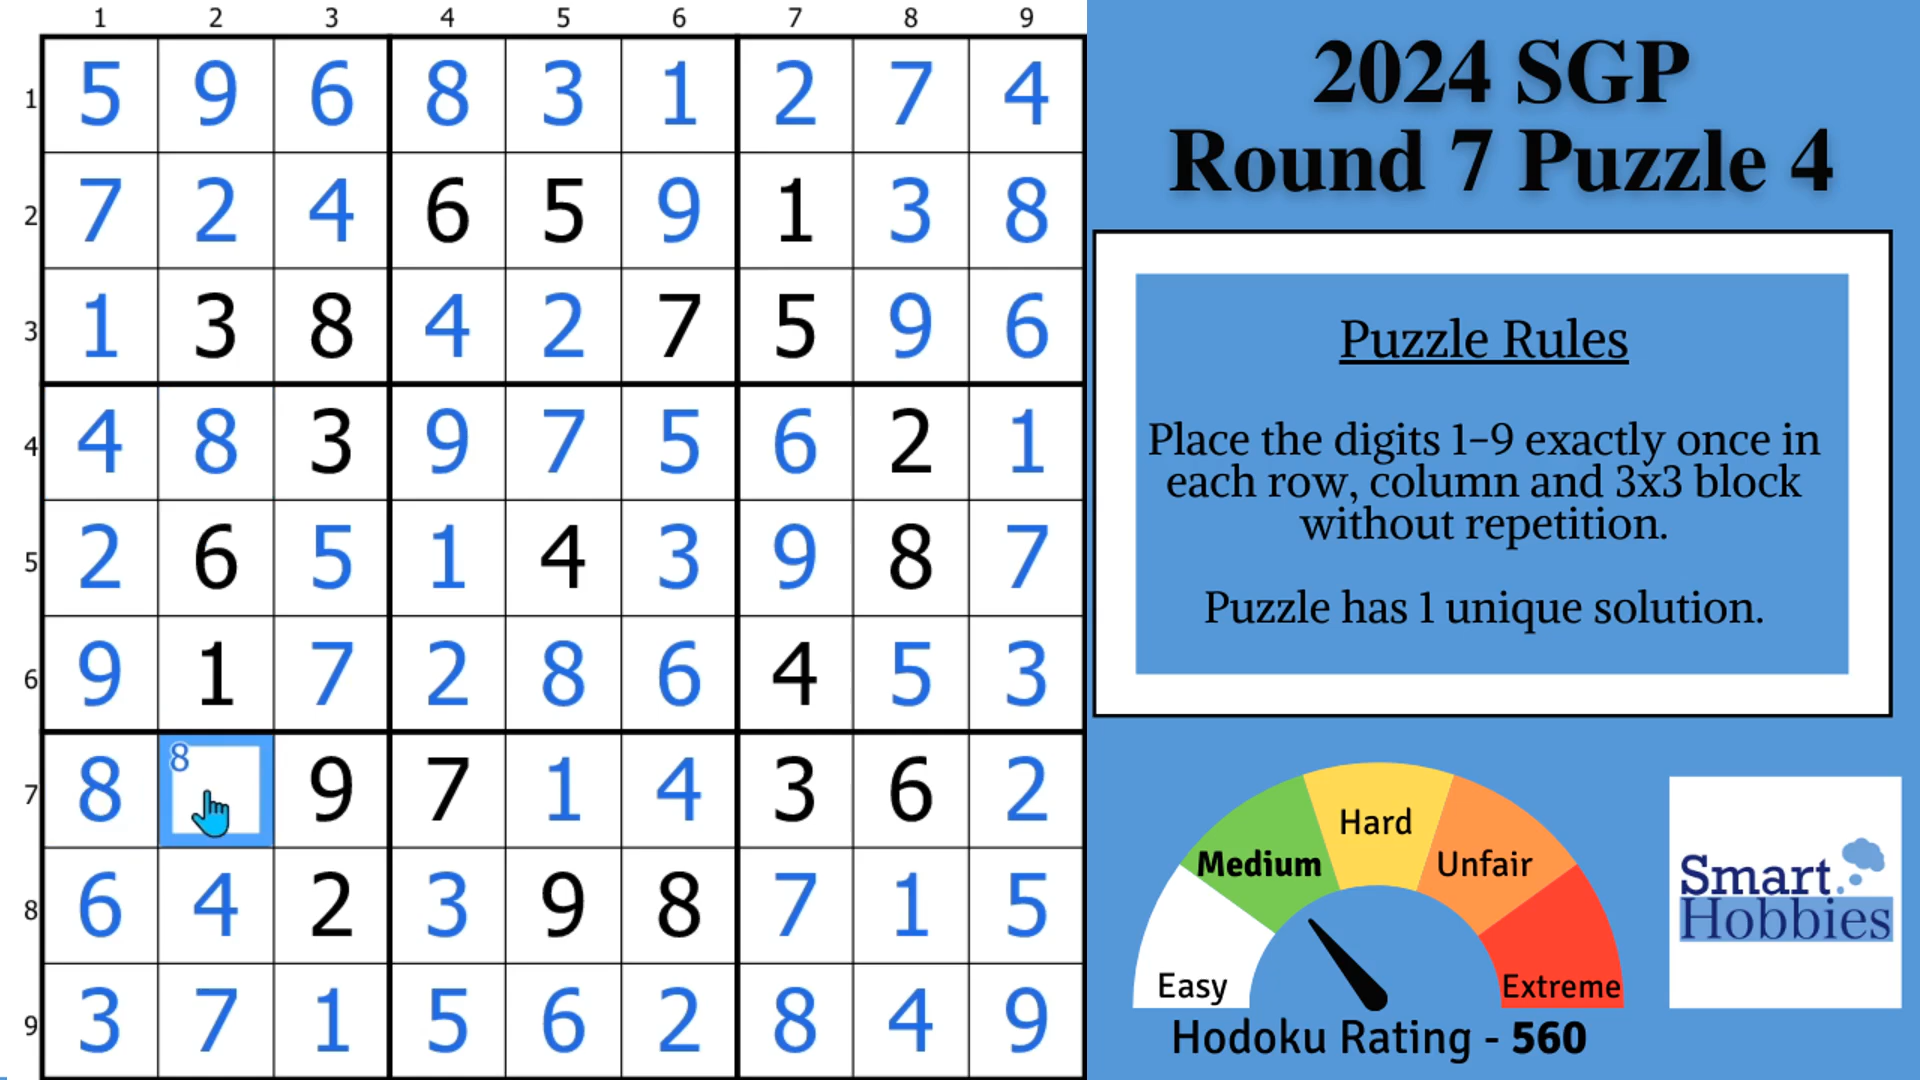 1 2 3 4 5 6 7 8 9
1 5 9 6 8 3 1 2 7 4
2 7 2 4 6 5 9 1 3 8
3 1 3 8 4 2 7 5 9 6
4 4 8 3 9 7 5 6 2 1
5 2 6 5 1 4 3 9 8 7
6 9 1 7 2 8 6 4 5 3
7 8 8 9 7 1 4 3 6 2
8 6 4 2 3 9 8 7 1 5
9 3 7 1 5 6 2 8 4 9
2024 SGP
Round 7 Puzzle 4
Puzzle Rules
Place the digits 1-9 exactly once in
each row, column and 3x3 block
without repetition.
Puzzle has 1 unique solution.
Easy
Medium
Hard
Unfair
Extreme
Hodoku Rating - 560
Smart
Hobbies